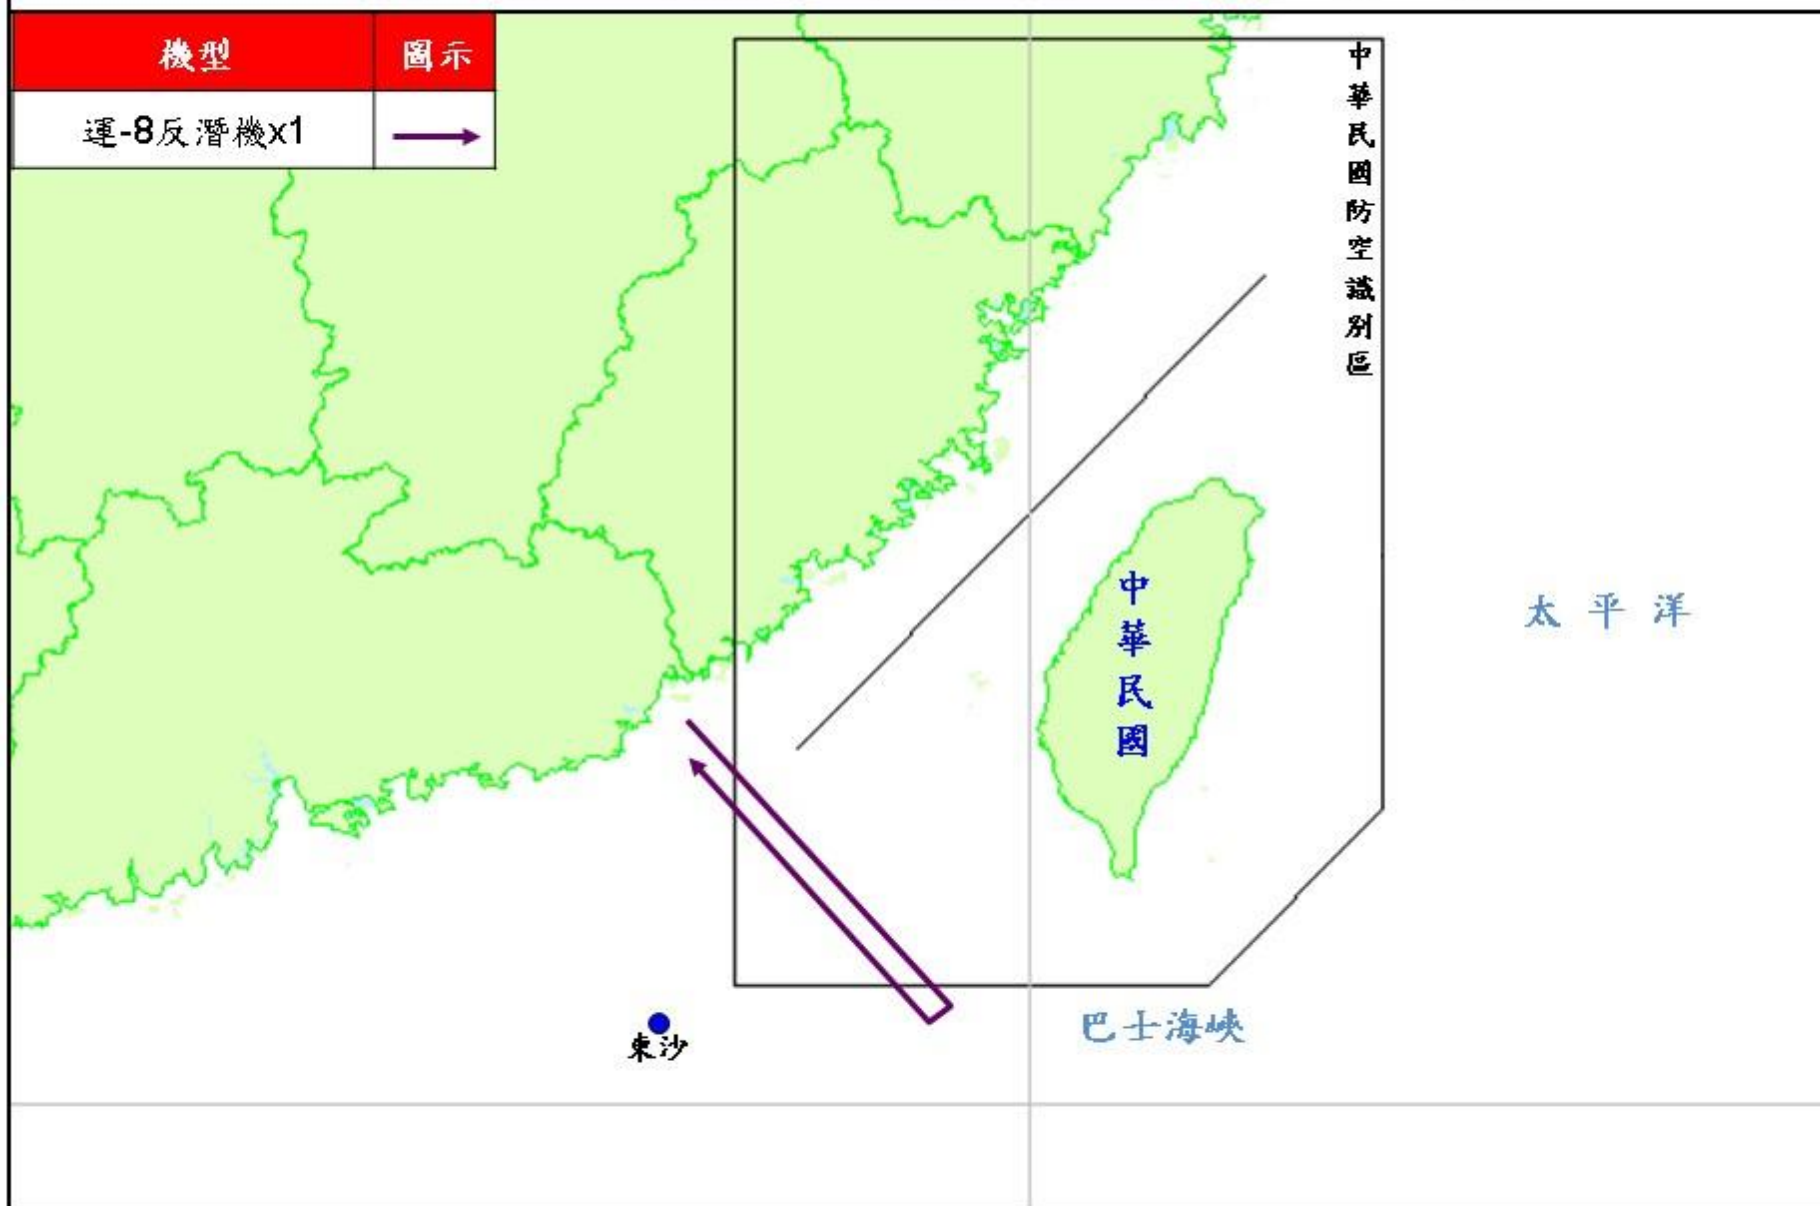 機型 圖示
運-8反潛機x1
中華民國防空識別區
中華民國
太平洋
巴士海峽
東沙